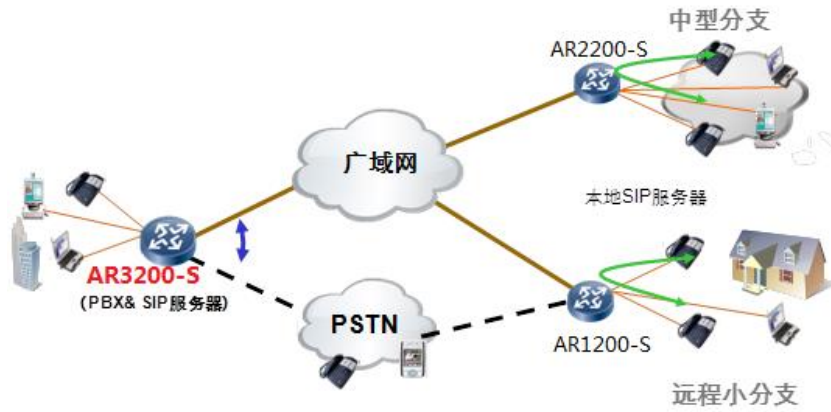 中型分支
AR2200-S
广域网
本地SIP服务器
AR3200-S
(PBX& SIP服务器)
PSTN
AR1200-S
远程小分支